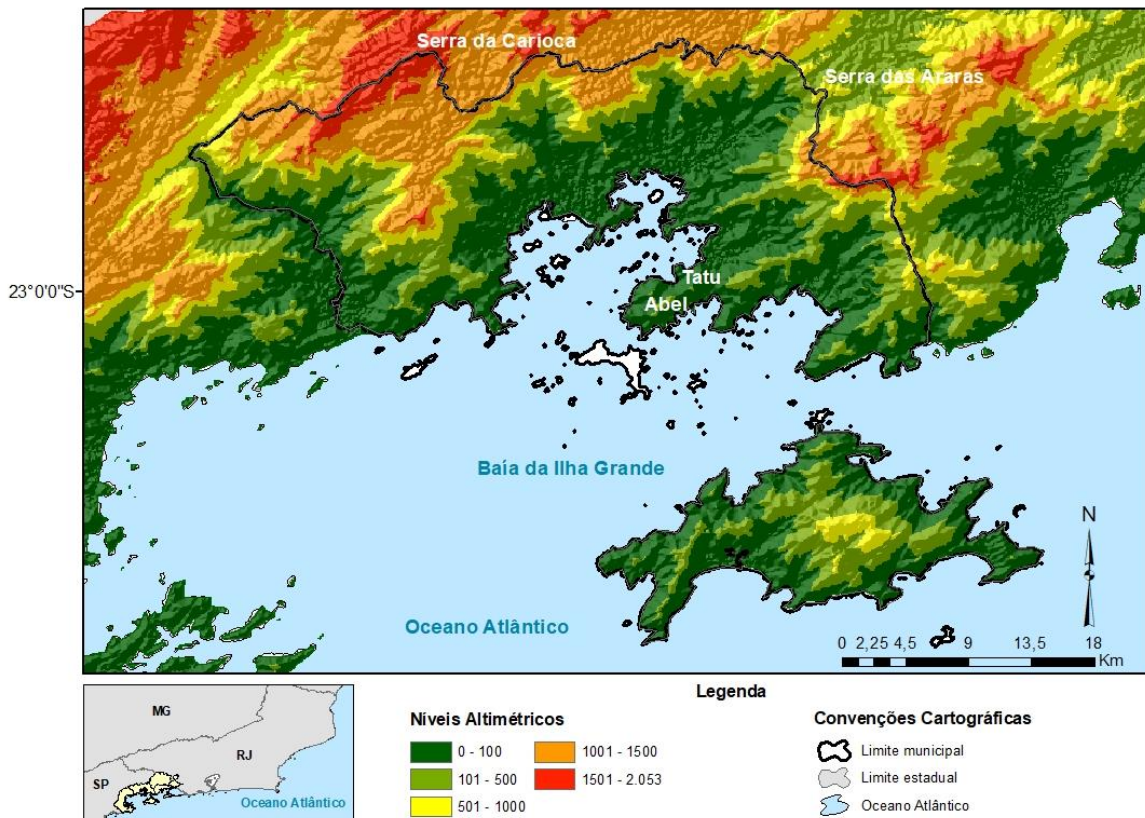 Serra da Carioca
Serra das Araras
23°0'0"S
Tatu
Abel
Baía da Ilha Grande
N
Oceano Atlântico
0 2,25 4,5 9 13,5 18
Km
Legenda
MG
RJ
SP
Oceano Atlântico
Níveis Altimétricos
0 - 100
101 - 500
501 - 1000
1001 - 1500
1501 - 2.053
Convenções Cartográficas
Limite municipal
Limite estadual
Oceano Atlântico